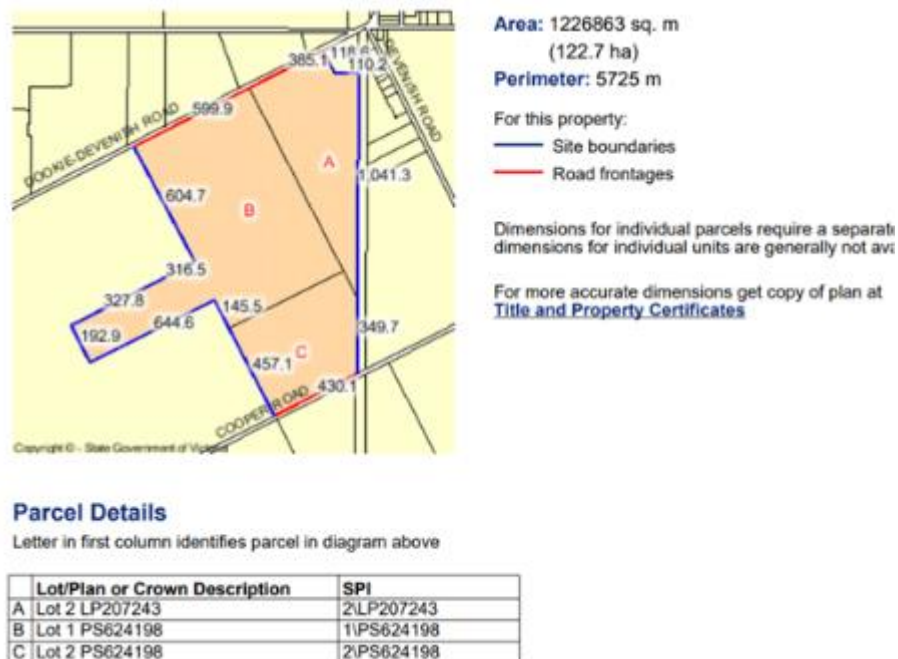 Area: 1226863 sq. m
(122.7 ha)
Perimeter: 5725 m
For this property:
Site boundaries
Road frontages
Dimensions for individual parcels require a separate
dimensions for individual units are generally not
For more accurate dimensions get copy of plan at
Title and Property Certificates
385.1
110.2
DEVENISH ROAD
599.9
DOOKIE-DEVENISH ROAD
A
1,041.3
604.7
B
316.5
327.8
145.5
644.6
192.9
349.7
457.1
C
430.1
COOPER ROAD
Copyright © - State Government of
Parcel Details
Letter in first column identifies parcel in diagram above
Lot/Plan or Crown Description SPI
A Lot 2 LP207243 2\LP207243
B Lot 1 PS624198 1\PS624198
C Lot 2 PS624198 2\PS624198